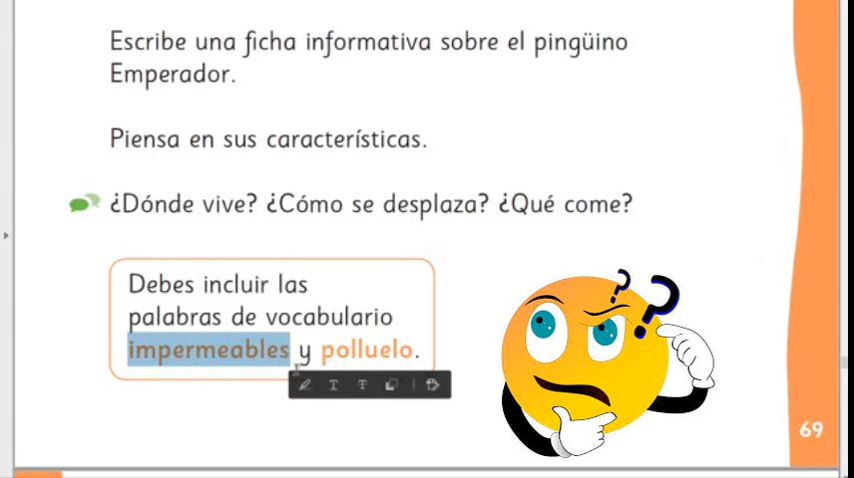 Escribe una ficha informativa sobre el pingüino
Emperador.
Piensa en sus características.
¿Dónde vive? ¿Cómo se desplaza? ¿Qué come?
Debes incluir las
palabras de vocabulario
impermeables y polluelo.
? ?
69